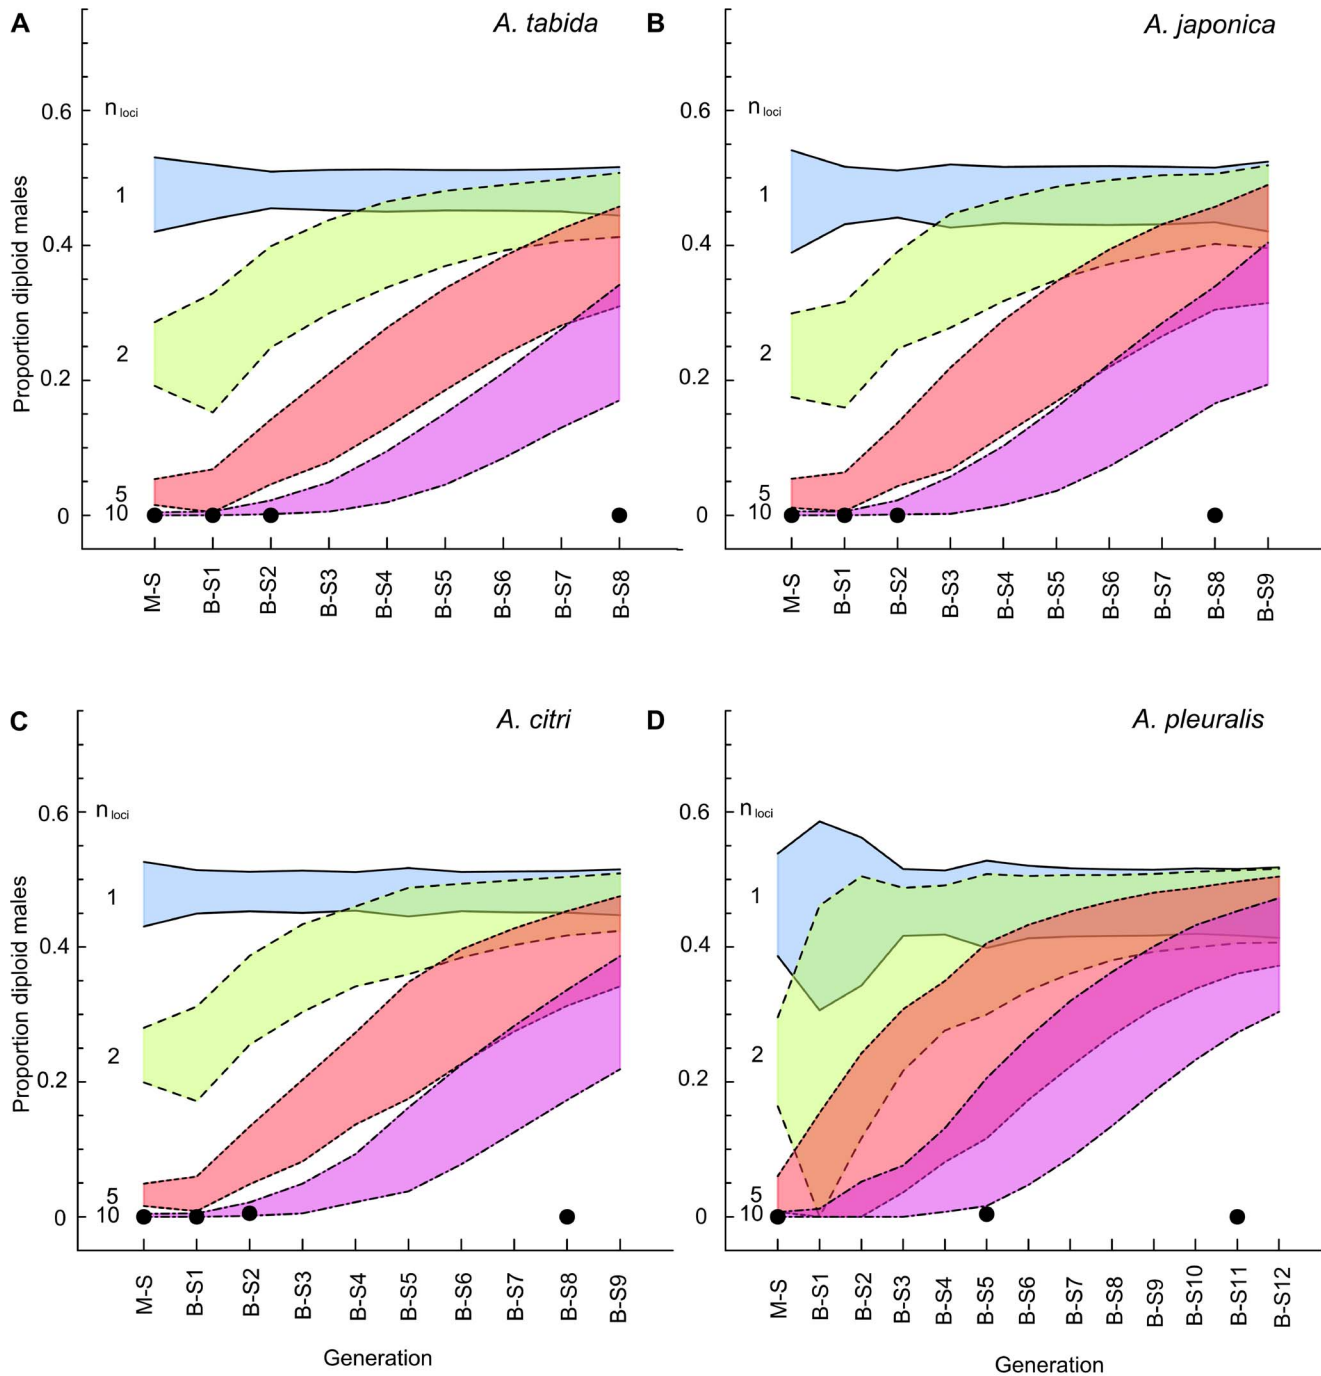 A
A. tabida
n loci
0.6
0.4
0.2
0
1
2
5
10
Proportion diploid males
M-S
B-S1
B-S2
B-S3
B-S4
B-S5
B-S6
B-S7
B-S8
B
A. japonica
n loci
0.6
0.4
0.2
0
1
2
5
10
M-S
B-S1
B-S2
B-S3
B-S4
B-S5
B-S6
B-S7
B-S8
B-S9
C
A. citri
n loci
0.6
0.4
0.2
0
1
2
5
10
Proportion diploid males
M-S
B-S1
B-S2
B-S3
B-S4
B-S5
B-S6
B-S7
B-S8
B-S9
Generation
D
A. pleuralis
n loci
0.6
0.4
0.2
0
1
2
5
10
M-S
B-S1
B-S2
B-S3
B-S4
B-S5
B-S6
B-S7
B-S8
B-S9
B-S10
B-S11
B-S12
Generation